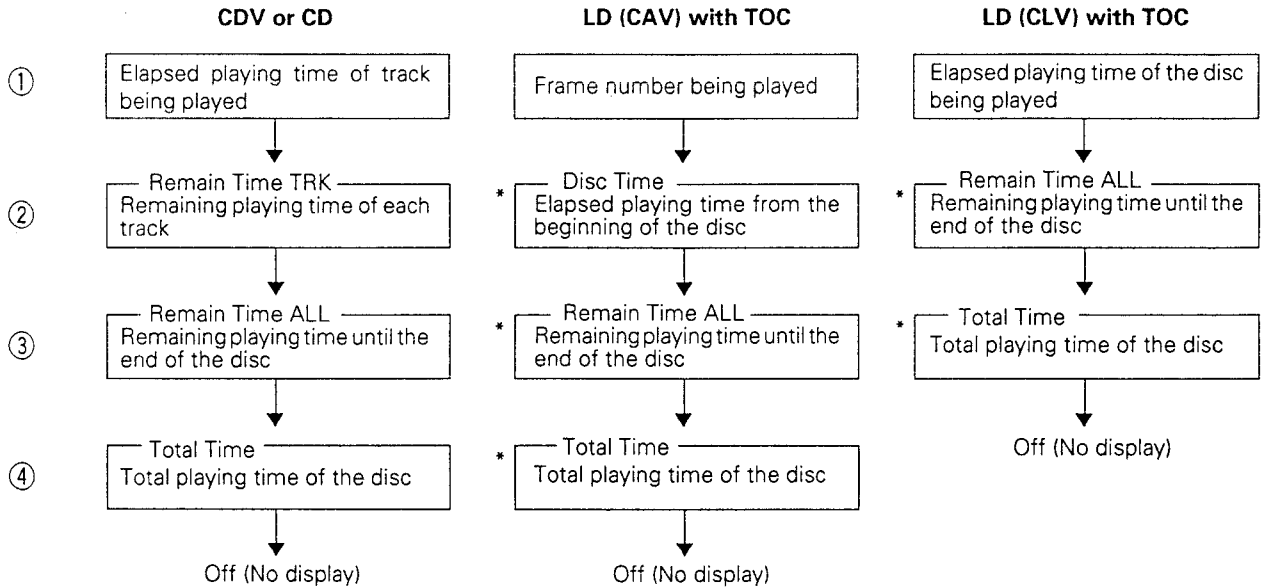 CDV or CD
LD (CAV) with TOC
LD (CLV) with TOC
①
Elapsed playing time of track
being played
Frame number being played
Elapsed playing time of the disc
being played
②
Remain Time TRK
Remaining playing time of each
track
*
Disc Time
Elapsed playing time from the
beginning of the disc
*
Remain Time ALL
Remaining playing time until the
end of the disc
③
Remain Time ALL
Remaining playing time until the
end of the disc
*
Remain Time ALL
Remaining playing time until the
end of the disc
*
Total Time
Total playing time of the disc
Off (No display)
④
Total Time
Total playing time of the disc
*
Total Time
Total playing time of the disc
Off (No display)
Off (No display)